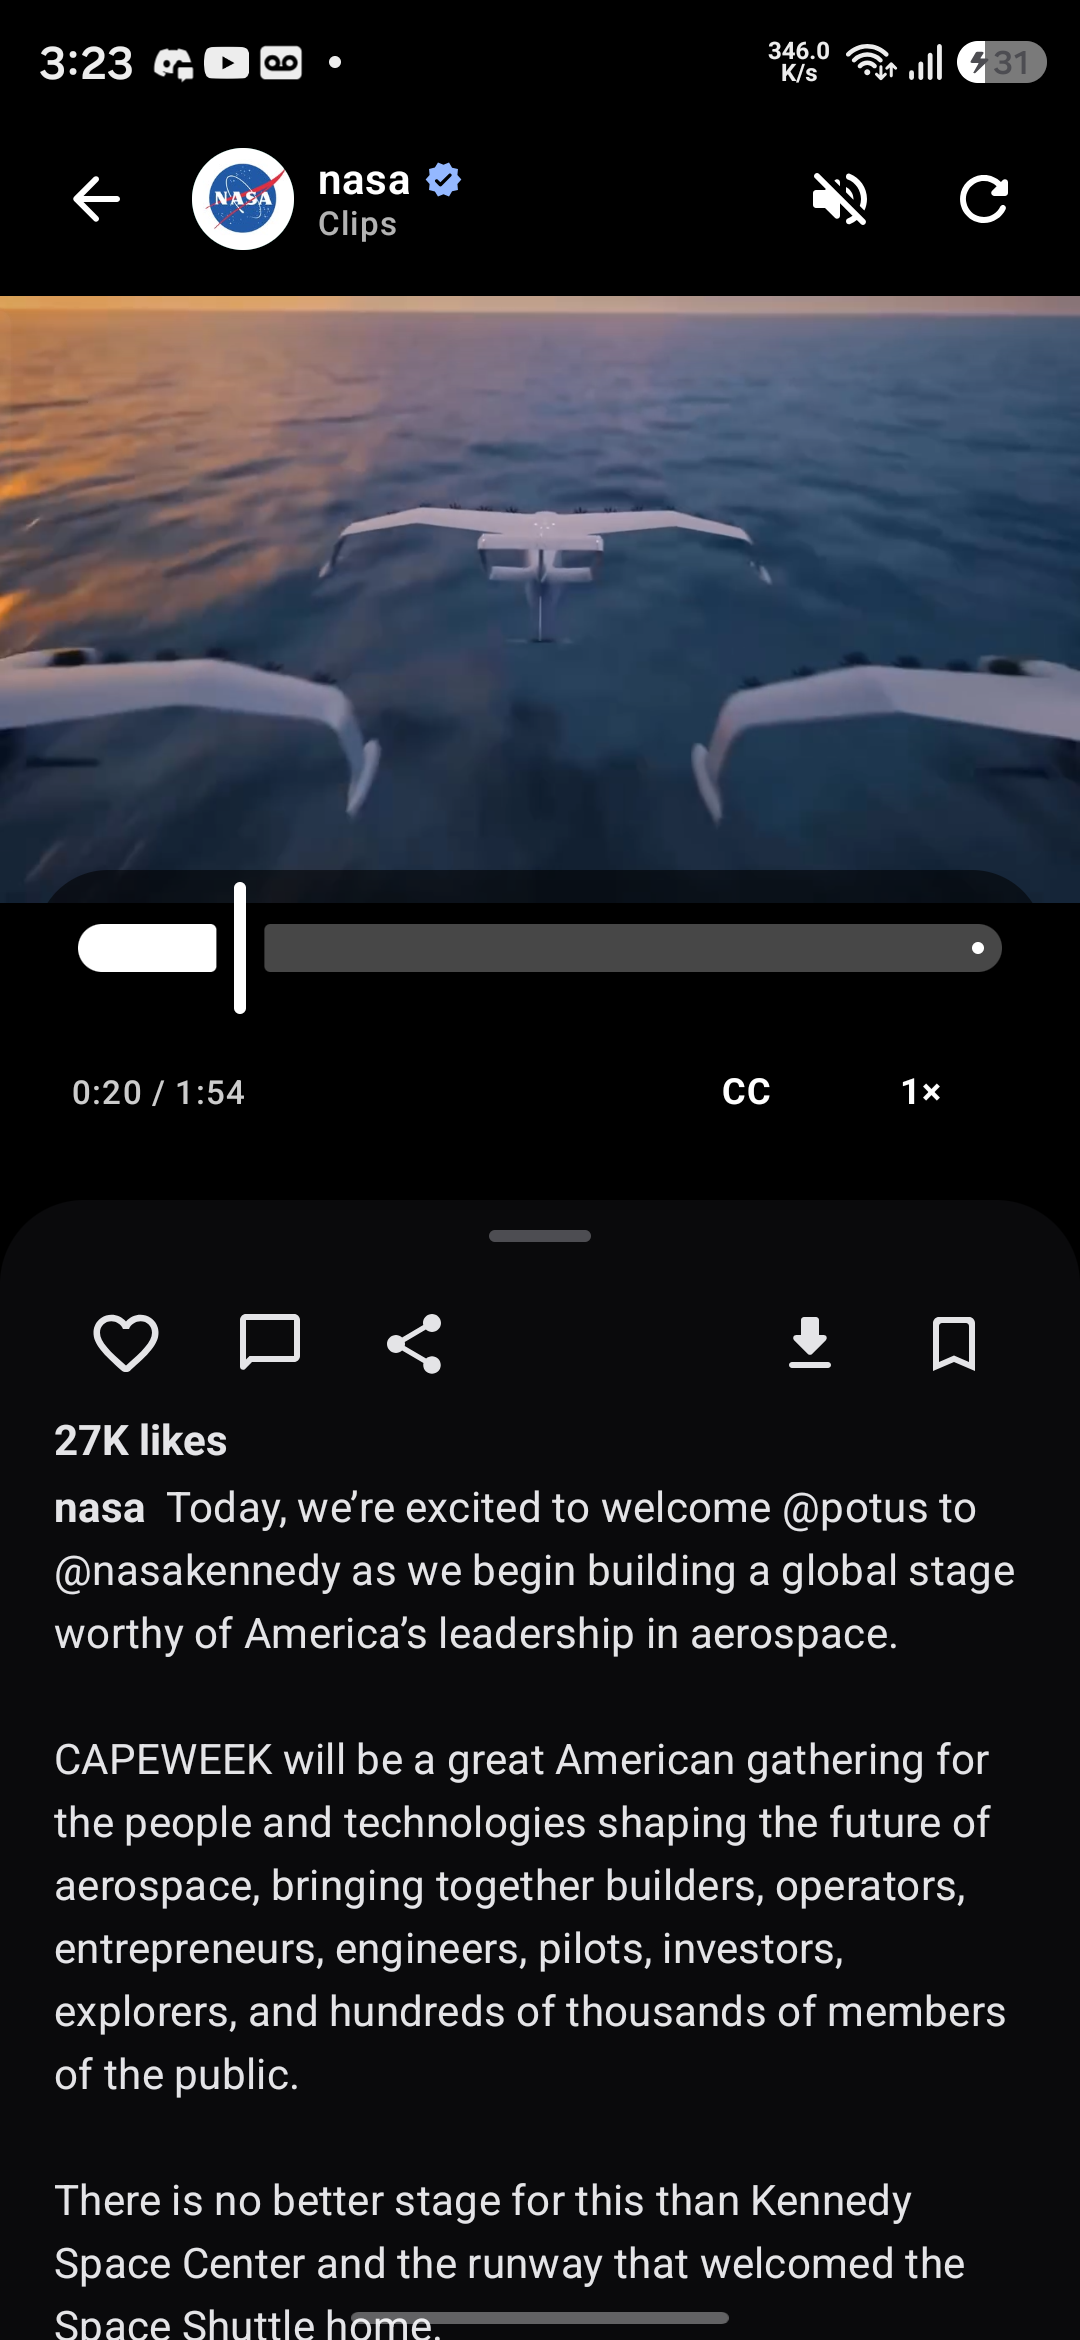 3:23
346.0
K/s
31
NASA
nasa
Clips
0:20 / 1:54
CC
1×
27K likes
nasa Today, we’re excited to welcome @potus to
@nasakennedy as we begin building a global stage
worthy of America’s leadership in aerospace.
CAPEWEEK will be a great American gathering for
the people and technologies shaping the future of
aerospace, bringing together builders, operators,
entrepreneurs, engineers, pilots, investors,
explorers, and hundreds of thousands of members
of the public.
There is no better stage for this than Kennedy
Space Center and the runway that welcomed the
Space Shuttle home.